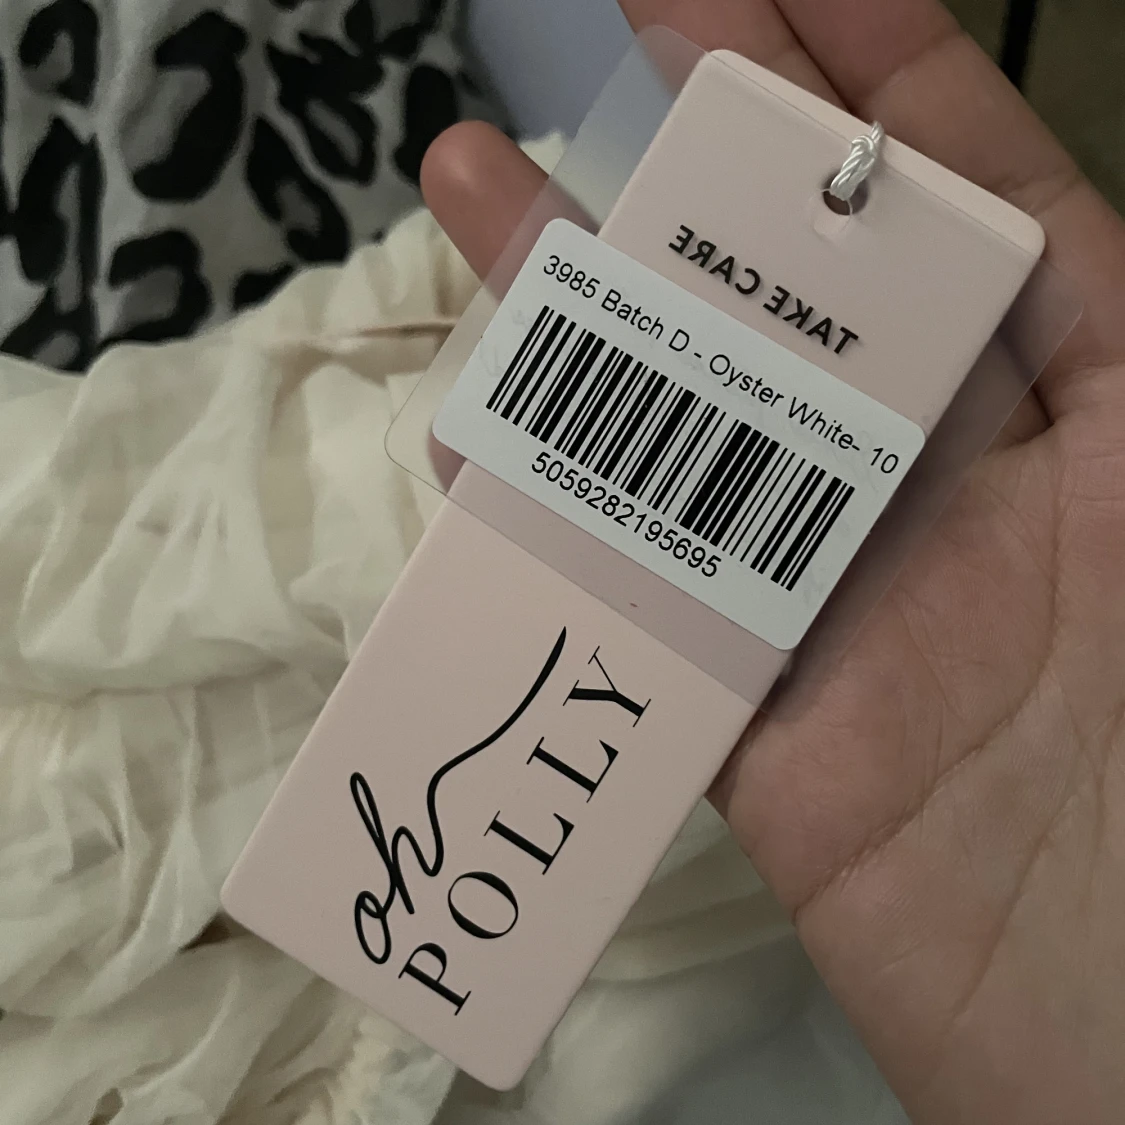 TAKE CARE
3985 Batch D - Oyster White- 10
5059282195695
oh
POLLY